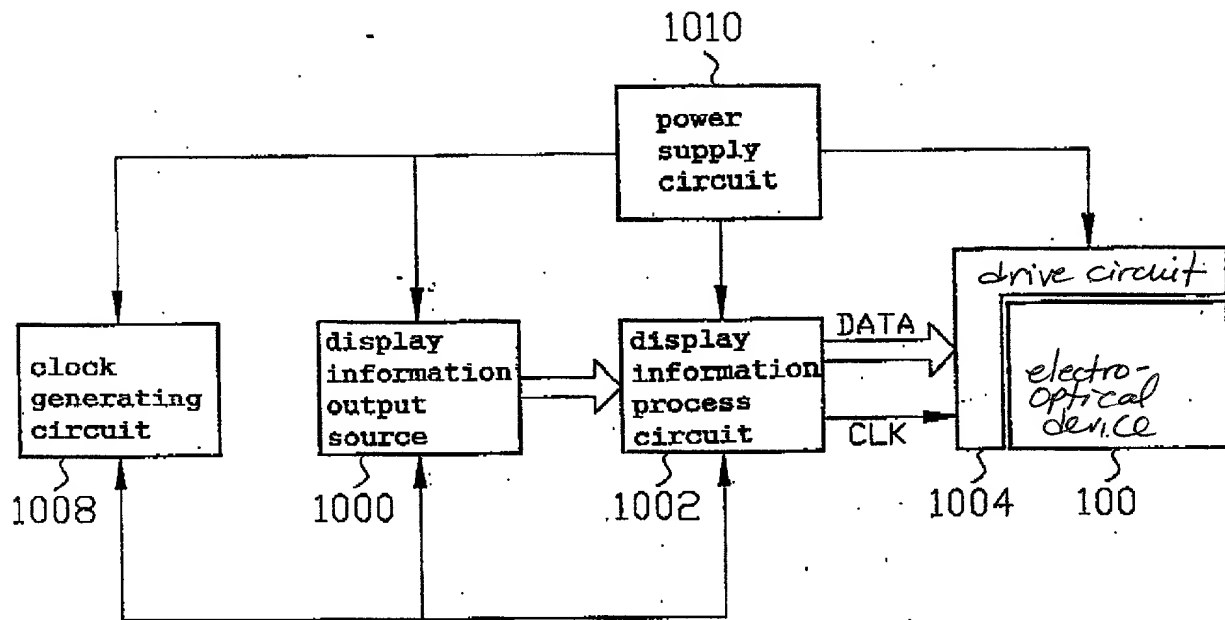 1010
power
supply
circuit
drive circuit
clock
generating
circuit
display
information
output
source
display
information
process
circuit
DATA
CLK
electro-
optical
device
1008
1000
1002
1004
100